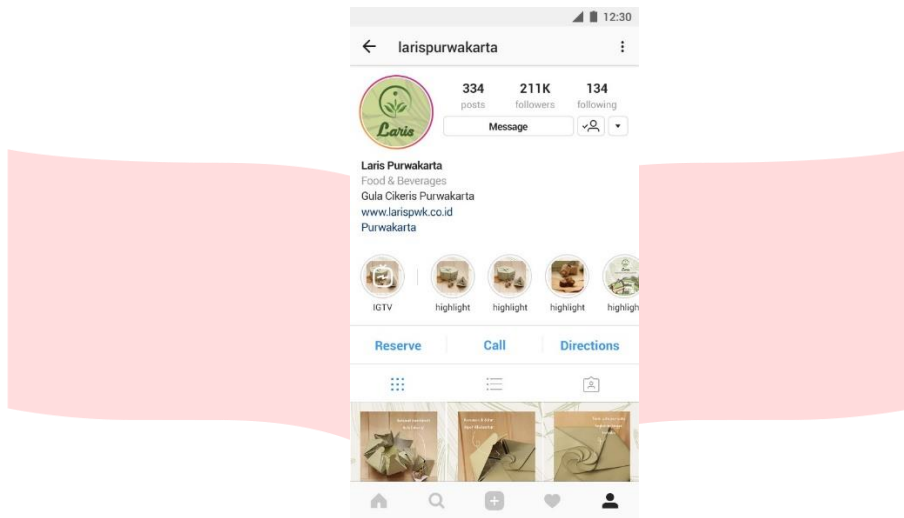 12:30
larispurwakarta
334 211K 134
posts followers following
Laris
Message
Laris Purwakarta
Food & Beverages
Gula Cikeris Purwakarta
www.larispwk.co.id
Purwakarta
IGTV highlight highlight highlight highligh
Reserve Call Directions